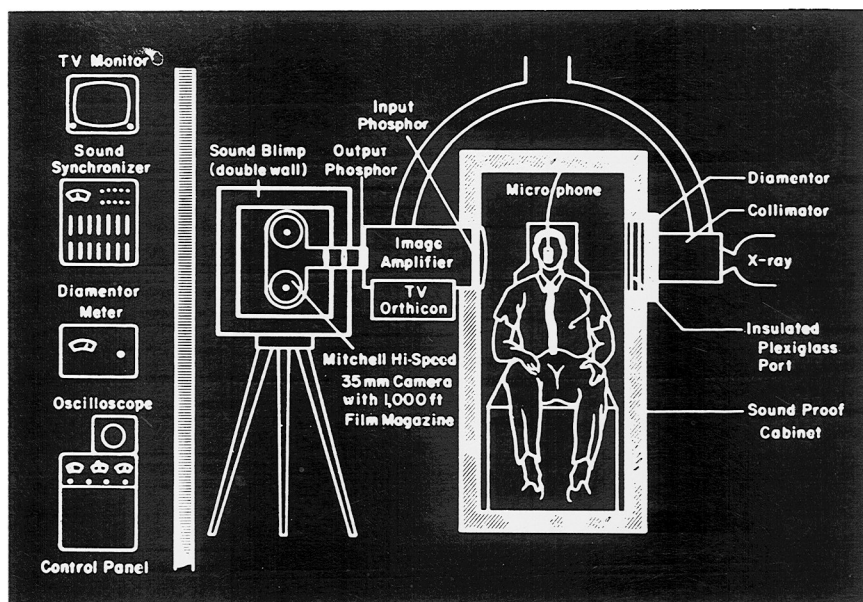 TV Monitor
Sound
Synchronizer
Diamentor
Meter
Oscilloscope
Control Panel
Sound Blimp
(double wall)
Output
Phosphor
Input
Phosphor
Image
Amplifier
TV
Orthicon
Mitchell Hi-Speed
35mm Camera
with 1,000 ft
Film Magazine
Microphone
Diamentor
Collimator
X-ray
Insulated
Plexiglass
Port
Sound Proof
Cabinet